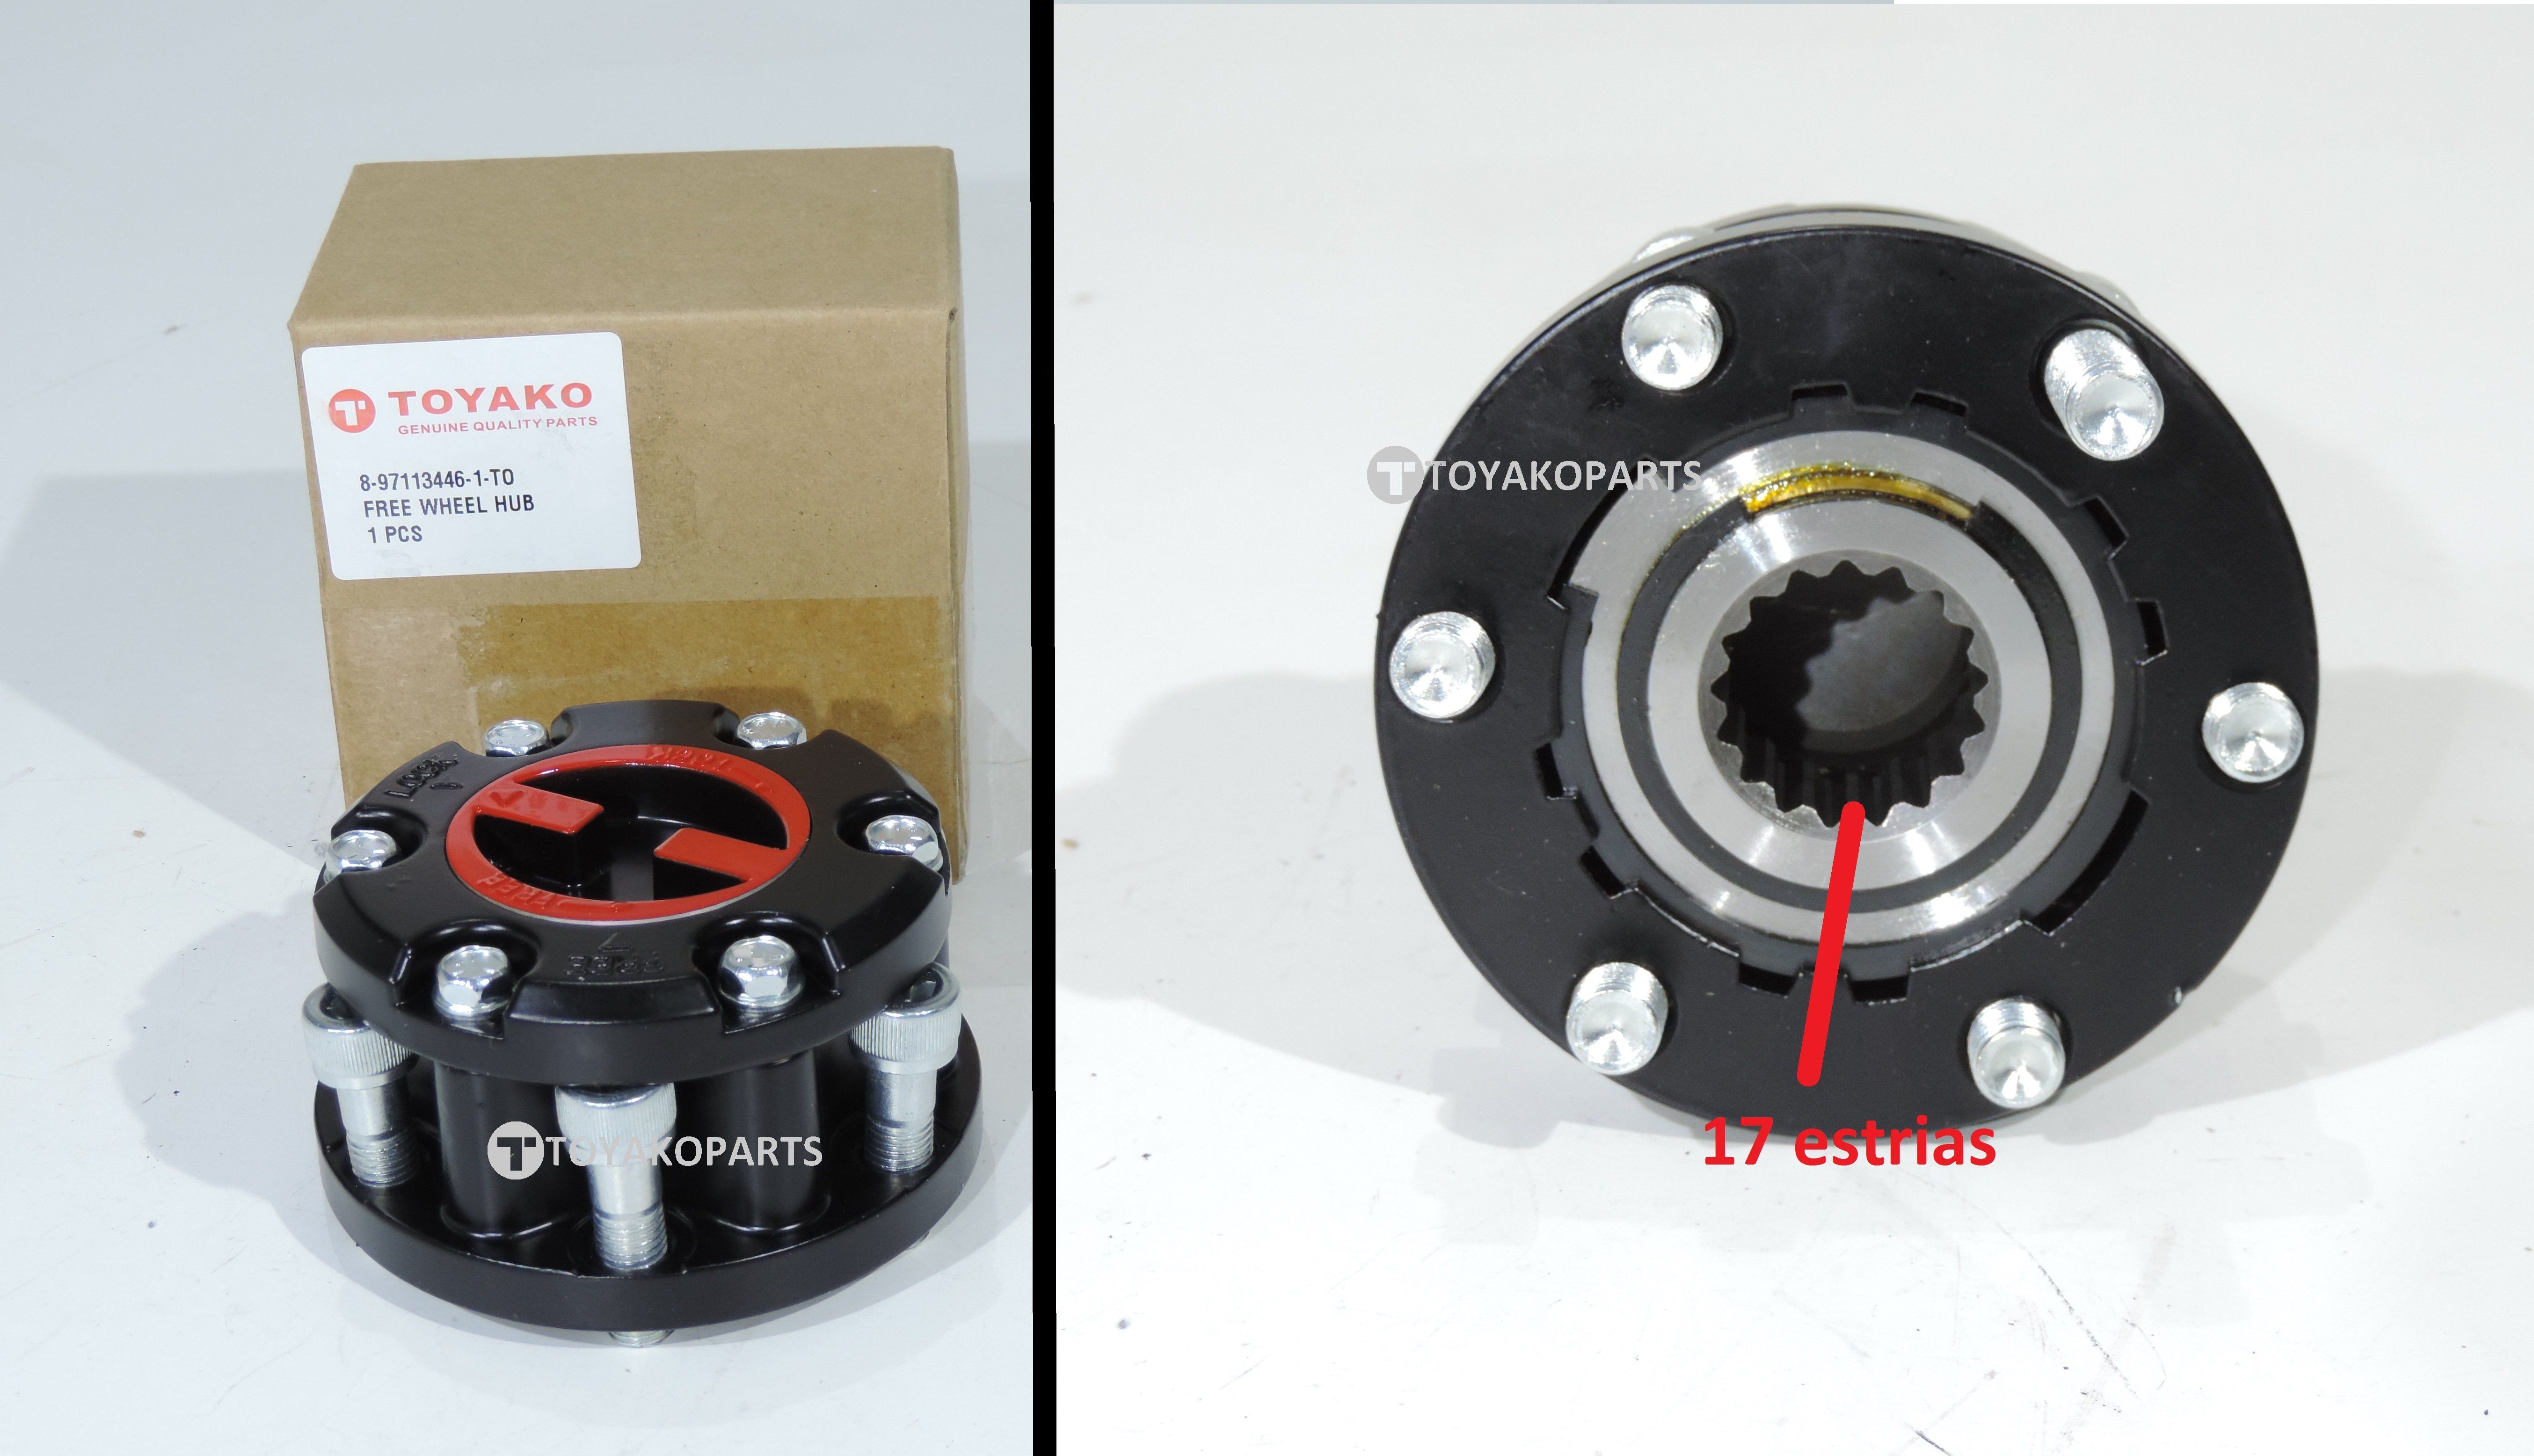 TOYAKO
GENUINE QUALITY PARTS
8-97113446-1-TO
FREE WHEEL HUB
1 PCS
LOCK
LOCK
FREE
FREE
TOYAKOPARTS
TOYAKOPARTS
17 estrias